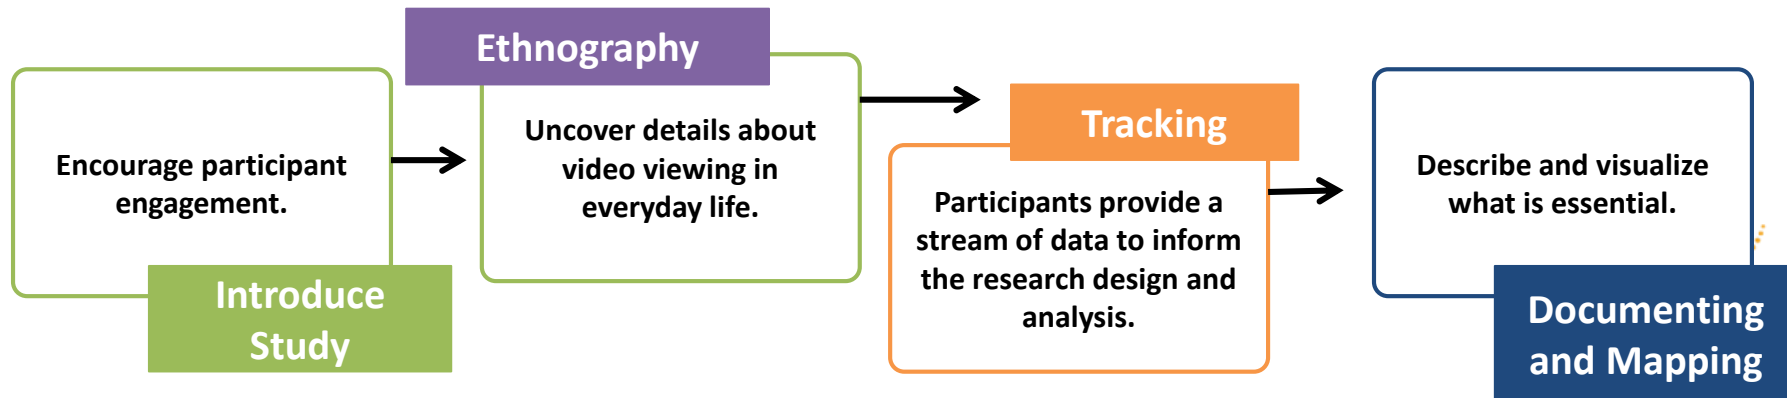 Encourage participant
engagement.
Introduce
Study
Ethnography
Uncover details about
video viewing in
everyday life.
Tracking
Participants provide a
stream of data to inform
the research design and
analysis.
Describe and visualize
what is essential.
Documenting
and Mapping